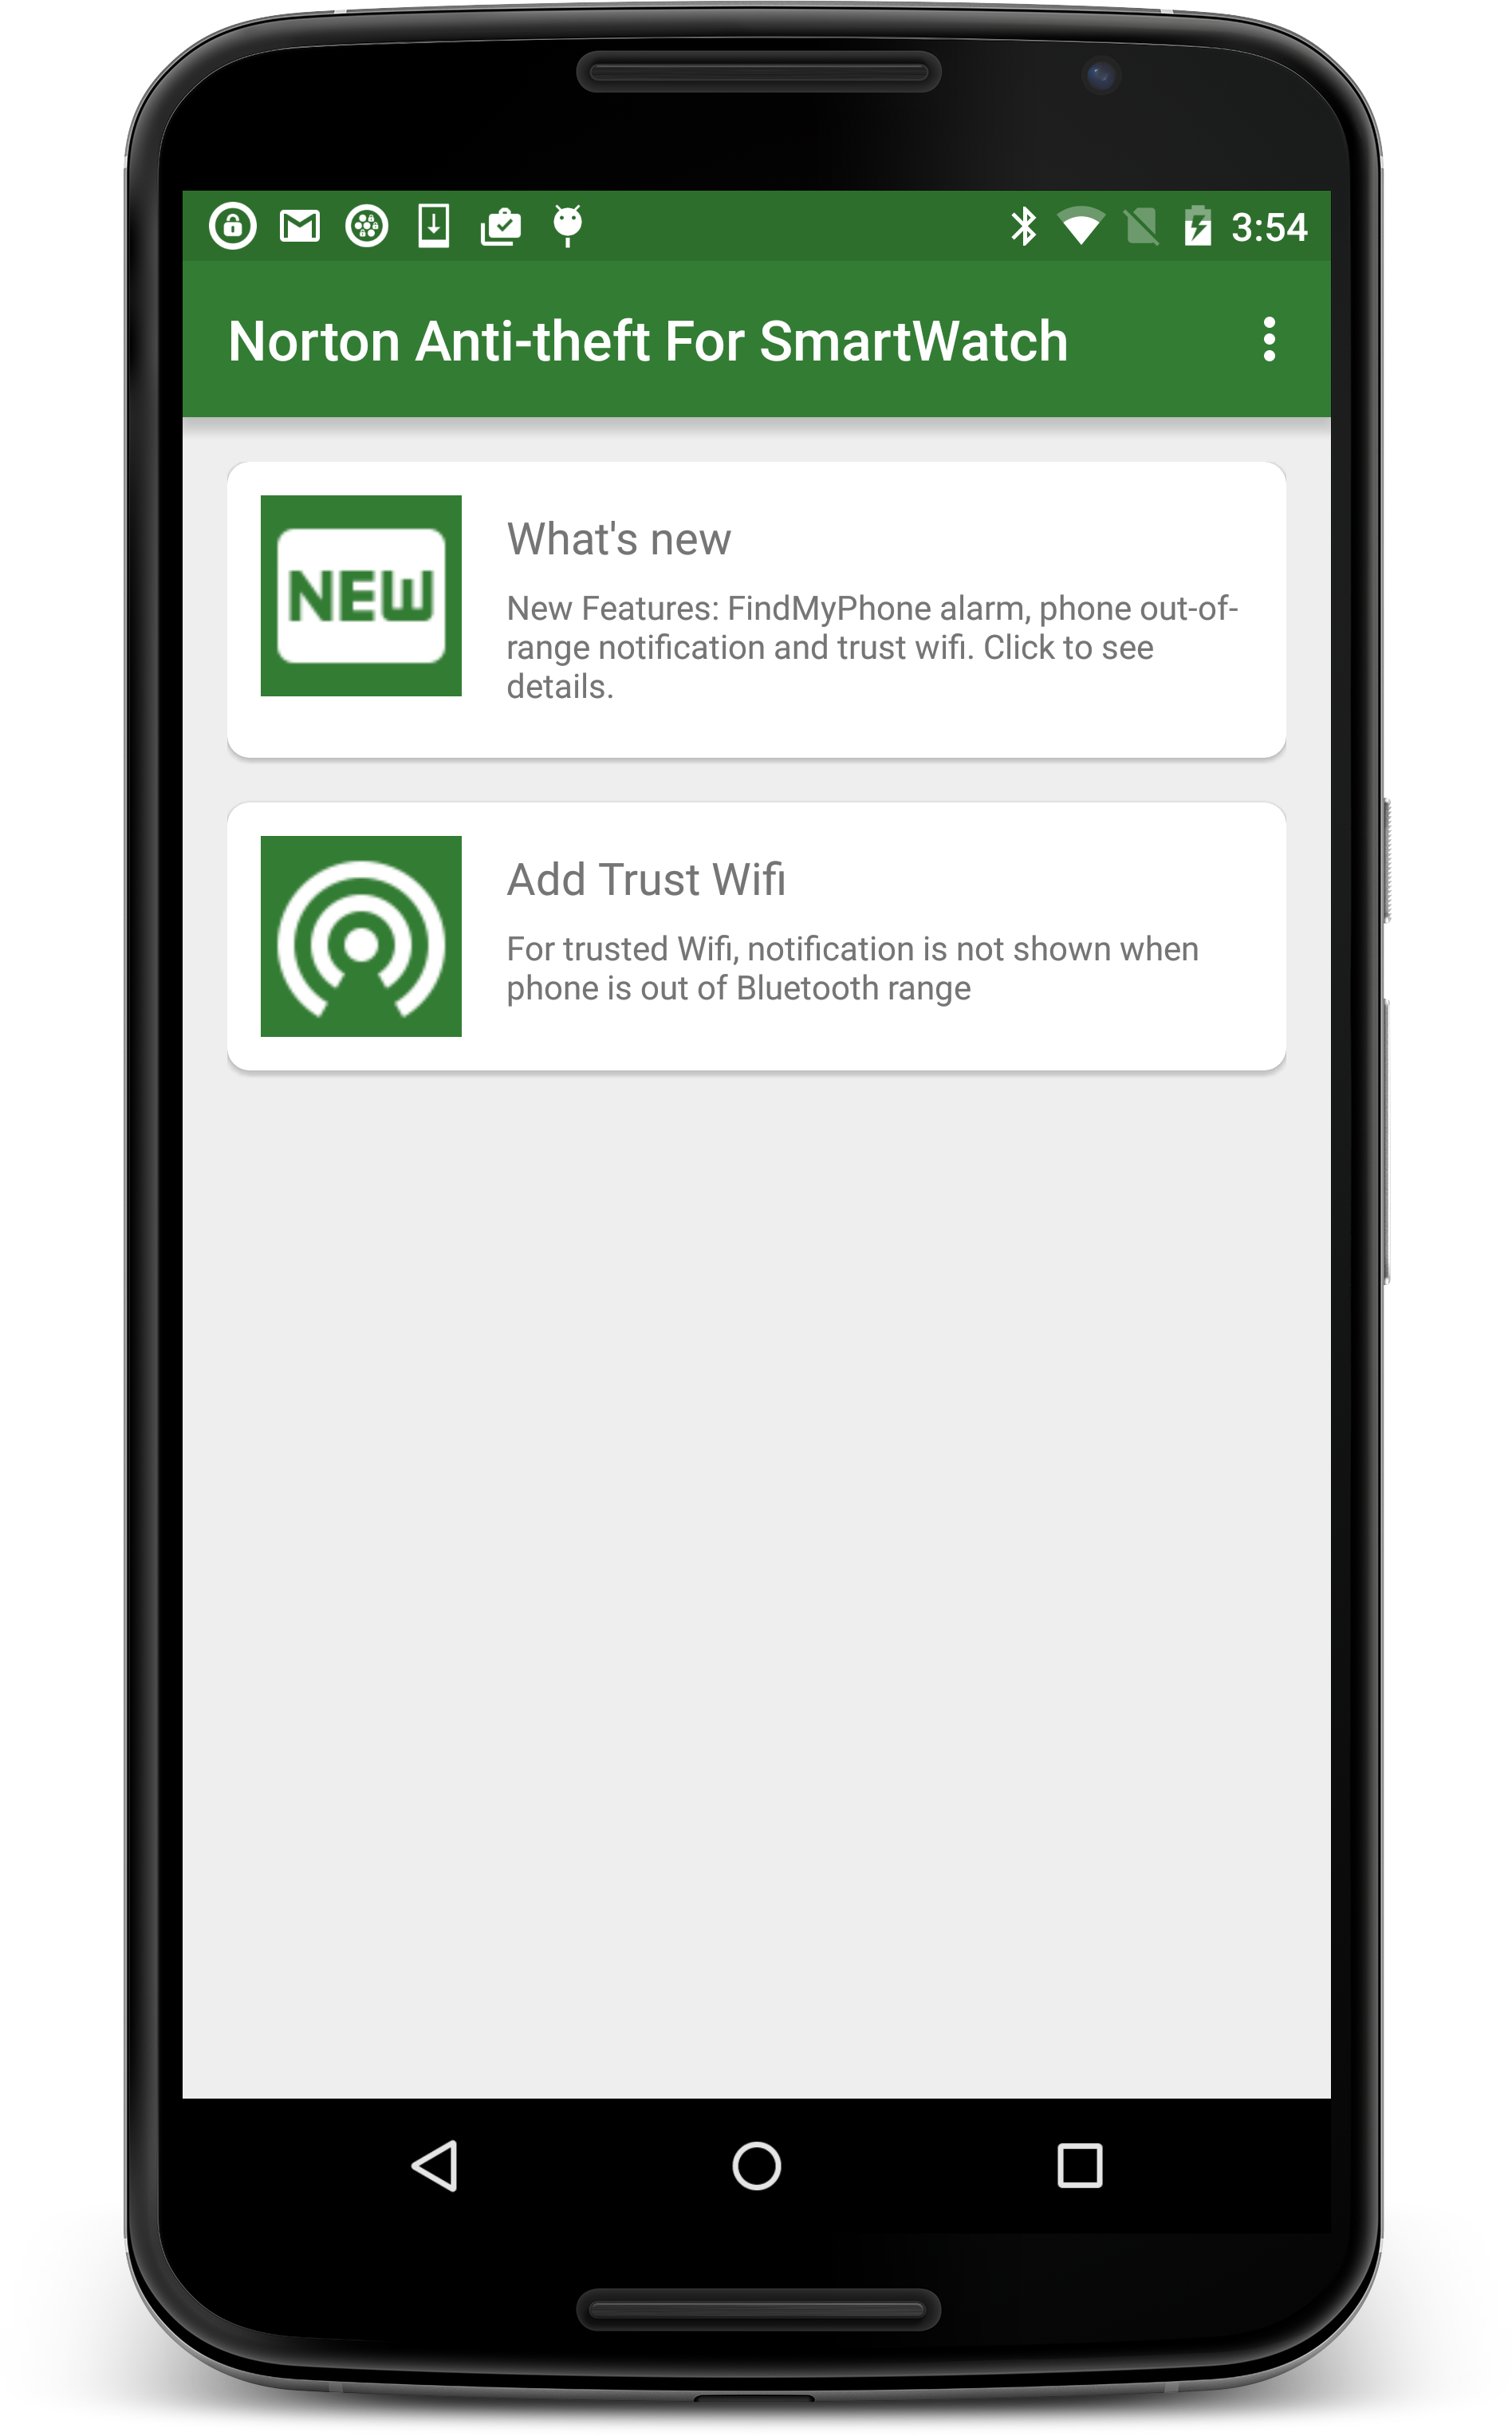 3:54
Norton Anti-theft For SmartWatch
NEW
What's new
New Features: FindMyPhone alarm, phone out-of-
range notification and trust wifi. Click to see
details.
Add Trust Wifi
For trusted Wifi, notification is not shown when
phone is out of Bluetooth range